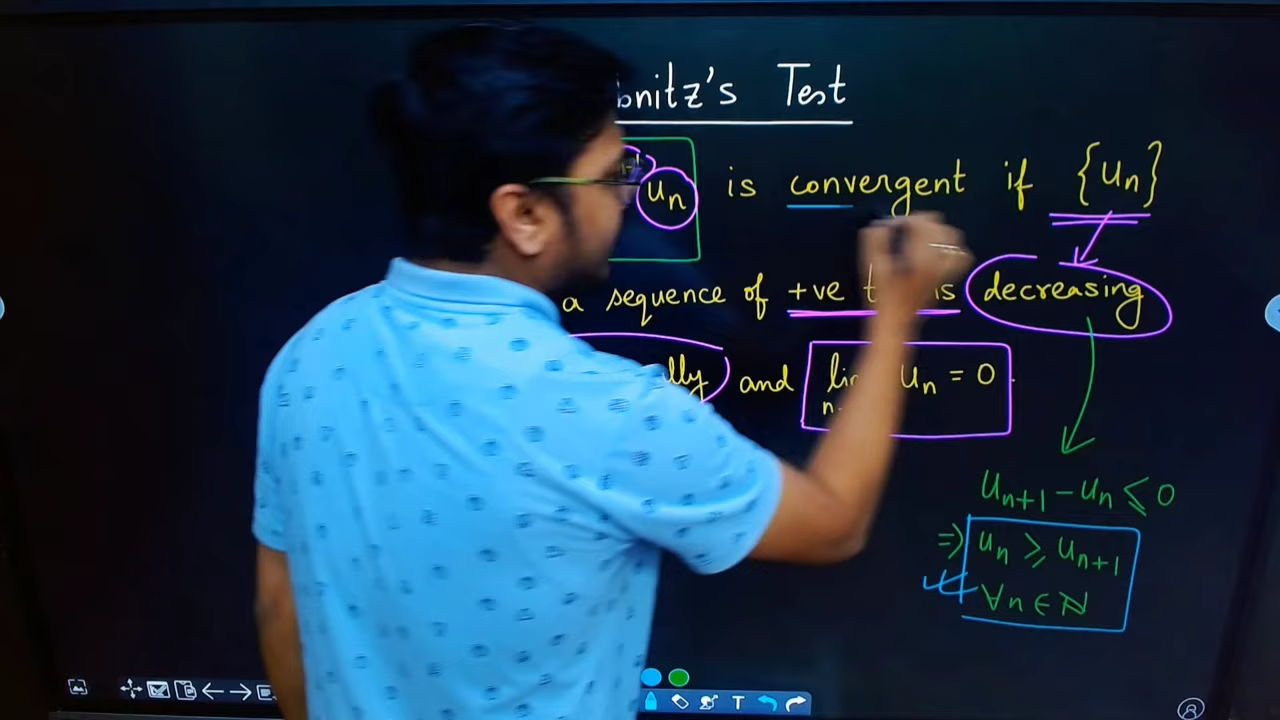 bnitz's Test
uₙ is convergent if {uₙ}
a sequence of +ve is decreasing
lly and lim uₙ = 0
uₙ₊₁ - uₙ ≤ 0
⇒ uₙ ≥ uₙ₊₁
∀n ∈ ℕ
T